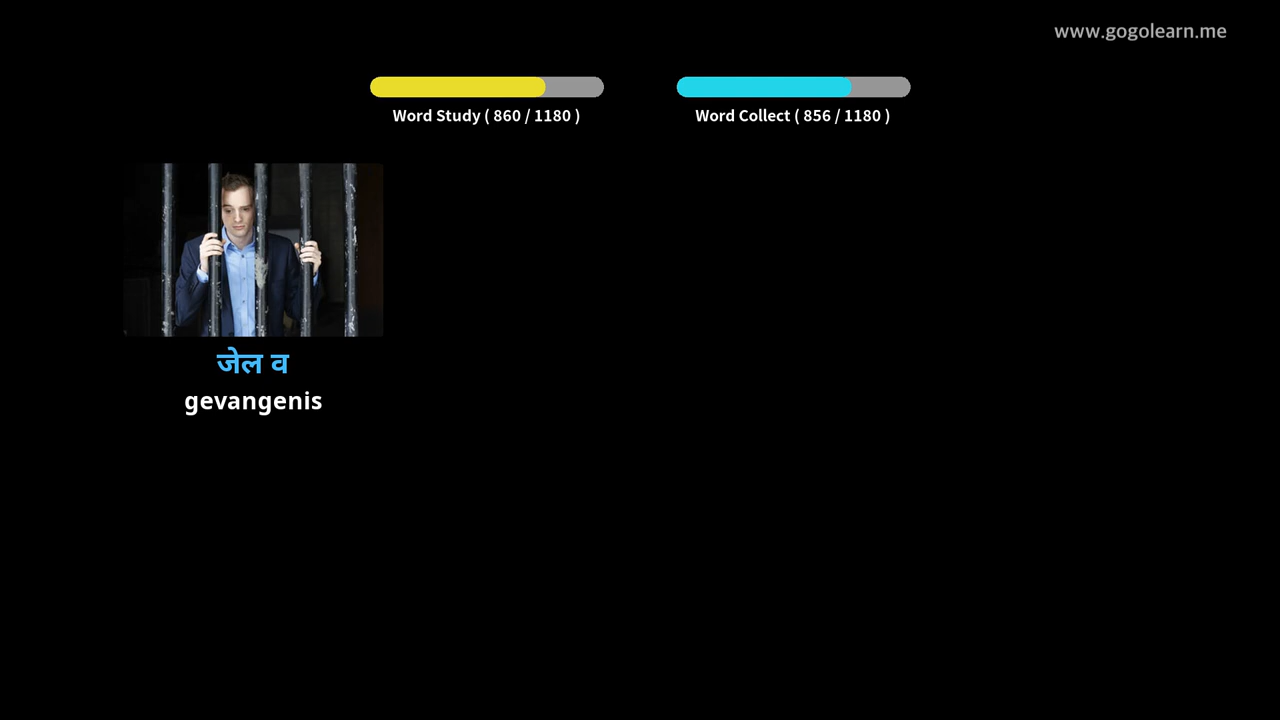 www.gogolearn.me
Word Study ( 860 / 1180 )
Word Collect ( 856 / 1180 )
जेल व
gevangenis